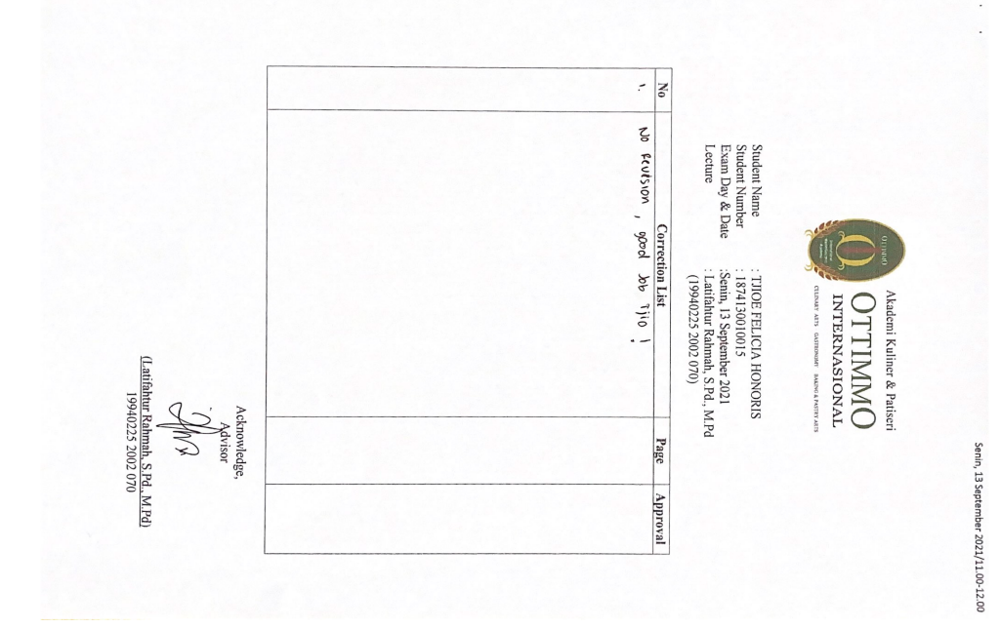 Senin, 13 September 2021/11.00-12.00
Akademi Kuliner & Patiseri
OTTIMMO
INTERNASIONAL
CULINARY ARTS GASTRONOMY BAKING & PASTRY ARTS
OTTIMMO
Student Name : TJIOE FELICIA HONORIS
Student Number : 1874130010015
Exam Day & Date :Senin, 13 September 2021
Lecture : Latifahtur Rahmah, S.Pd., M.Pd
(19940225 2002 070)
No Correction List Page Approval
1. No Revision, good Job Tjio !
Acknowledge,
Advisor
(Latifahtur Rahmah, S.Pd., M.Pd)
19940225 2002 070